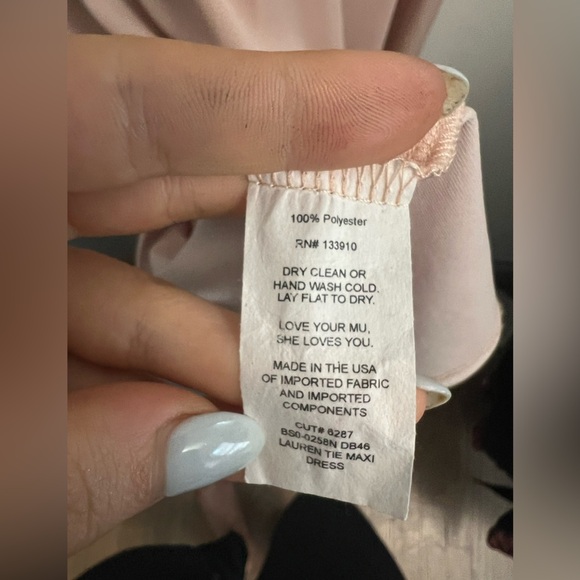 100% Polyester
RN# 133910
DRY CLEAN OR
HAND WASH COLD.
LAY FLAT TO DRY.
LOVE YOUR MU,
SHE LOVES YOU.
MADE IN THE USA
OF IMPORTED FABRIC
AND IMPORTED
COMPONENTS
CUT# 6287
BS0-0258N DB46
LAUREN TIE MAXI
DRESS